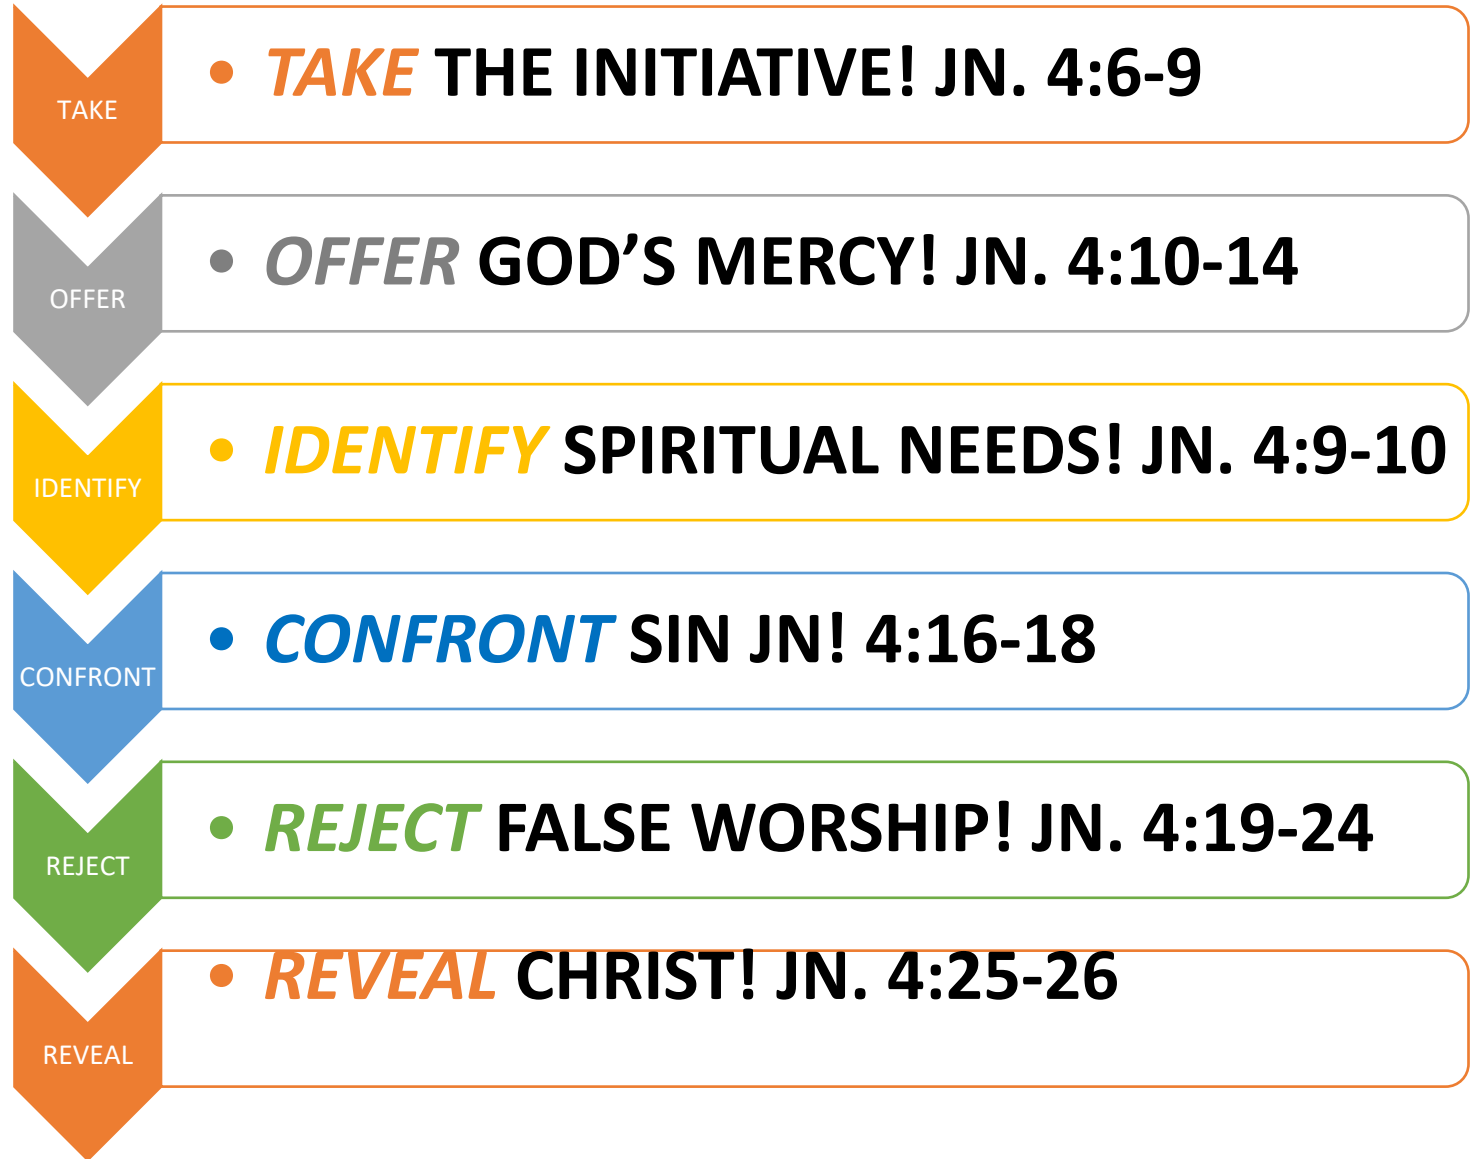 TAKE
• TAKE THE INITIATIVE! JN. 4:6-9
OFFER
• OFFER GOD’S MERCY! JN. 4:10-14
IDENTIFY
• IDENTIFY SPIRITUAL NEEDS! JN. 4:9-10
CONFRONT
• CONFRONT SIN JN! 4:16-18
REJECT
• REJECT FALSE WORSHIP! JN. 4:19-24
REVEAL
• REVEAL CHRIST! JN. 4:25-26